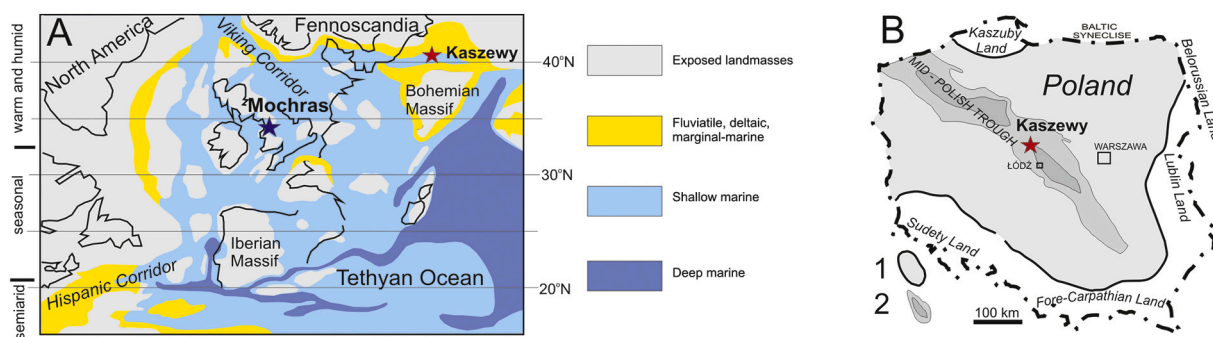 A
North America
Viking Corridor
Fennoscandia
Kaszewy
40°N
Bohemian
Massif
Mochras
30°N
Iberian
Massif
Hispanic Corridor
Tethyan Ocean
20°N
warm and humid
seasonal
semiarid
Exposed landmasses
Fluviatile, deltaic,
marginal-marine
Shallow marine
Deep marine
B
Kaszuby
Land
BALTIC
SYNECLISE
Belorussian Land
MID - POLISH TROUGH
Poland
Kaszewy
WARSZAWA
ŁÓDŹ
Lublin Land
Sudety Land
Fore-Carpathian Land
1
2
100 km